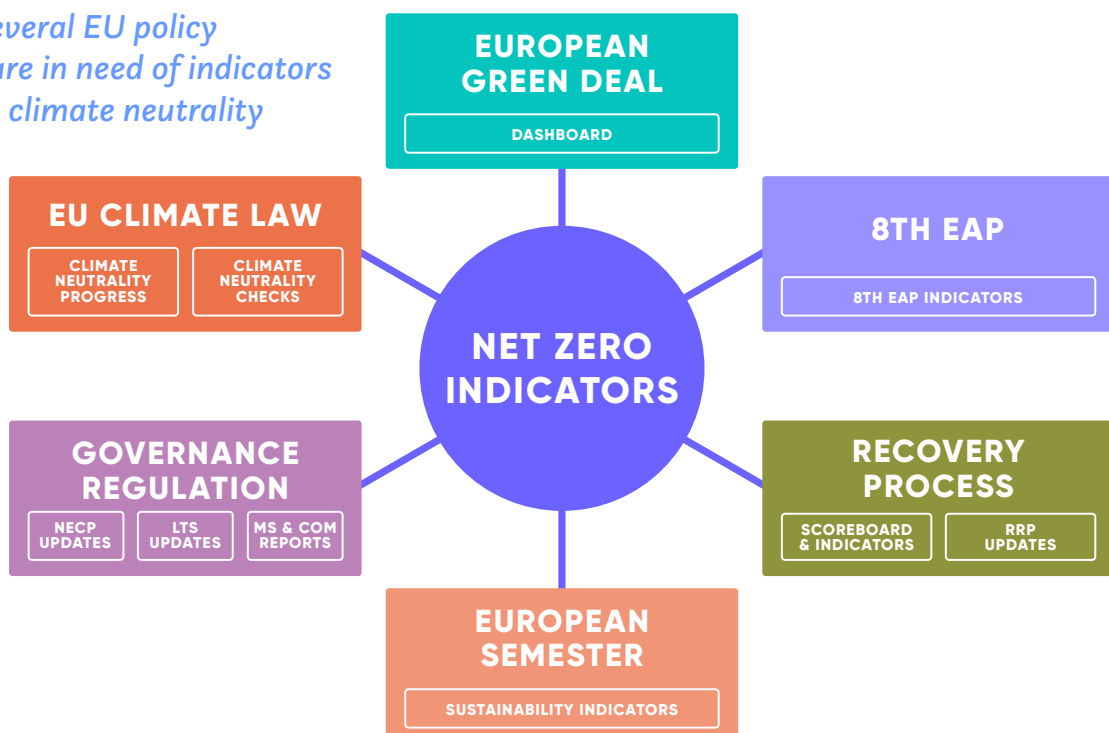 everal EU policy
are in need of indicators
climate neutrality
EUROPEAN
GREEN DEAL
DASHBOARD
EU CLIMATE LAW
CLIMATE
NEUTRALITY
PROGRESS
CLIMATE
NEUTRALITY
CHECKS
8TH EAP
8TH EAP INDICATORS
NET ZERO
INDICATORS
GOVERNANCE
REGULATION
NECP
UPDATES
LTS
UPDATES
MS & COM
REPORTS
RECOVERY
PROCESS
SCOREBOARD
& INDICATORS
RRP
UPDATES
EUROPEAN
SEMESTER
SUSTAINABILITY INDICATORS